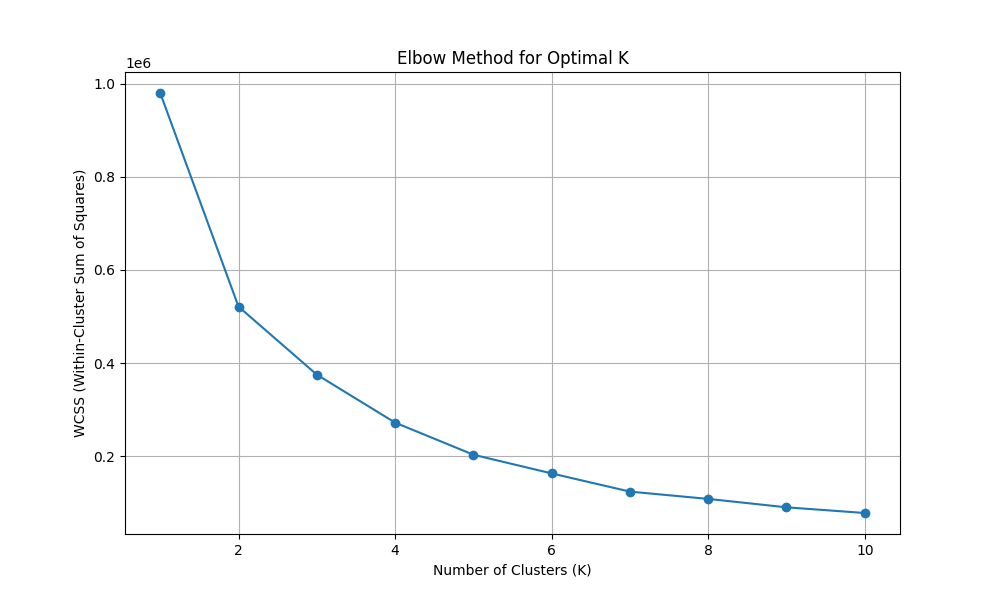 Elbow Method for Optimal K
1e6
1.0
0.8
0.6
0.4
0.2
WCSS (Within-Cluster Sum of Squares)
2 4 6 8 10
Number of Clusters (K)